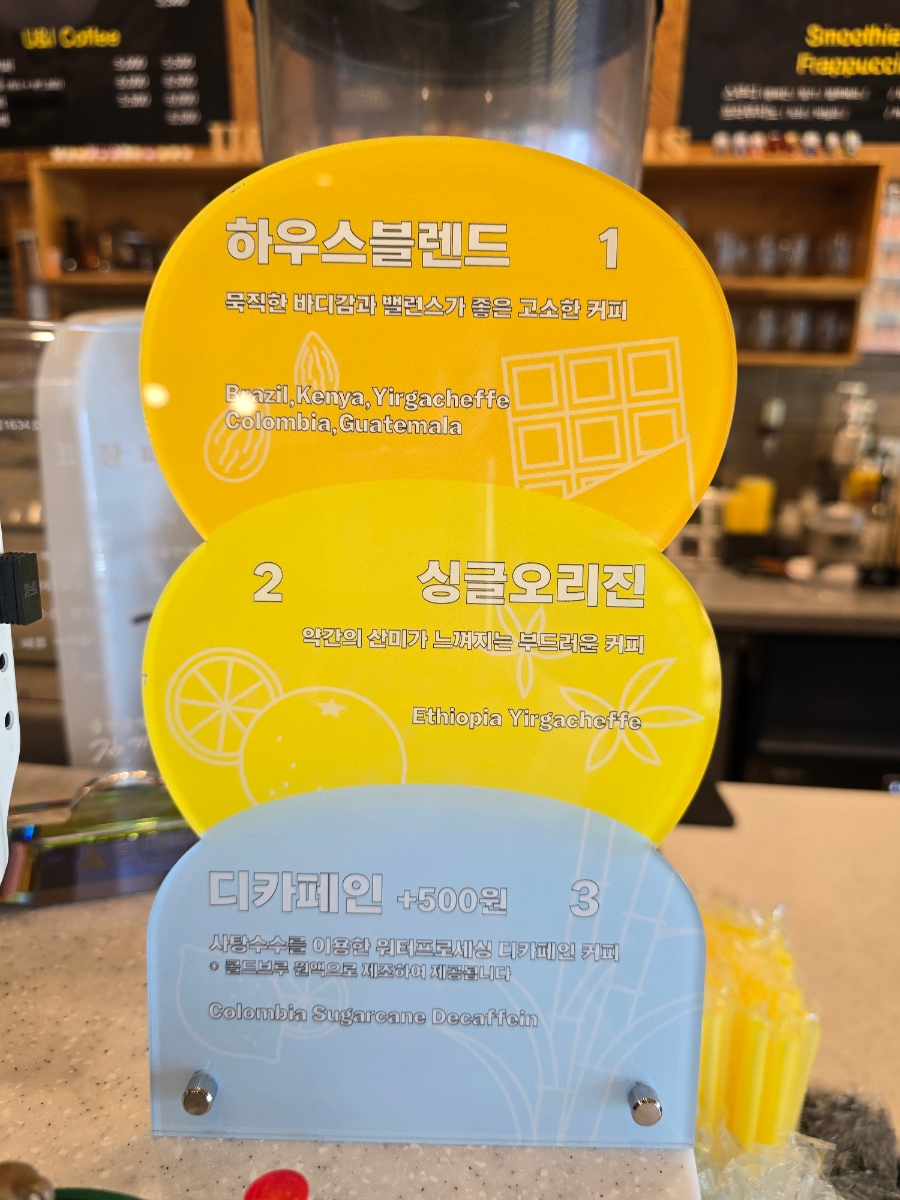 U&I Coffee
Smoothie
Frappucci
하우스블렌드 1
묵직한 바디감과 밸런스가 좋은 고소한 커피
Brazil,Kenya,Yirgacheffe
Colombia,Guatemala
2 싱글오리진
약간의 산미가 느껴지는 부드러운 커피
Ethiopia Yirgacheffe
디카페인 +500원 3
사탕수수를 이용한 워터프로세싱 디카페인 커피
콜드브루 원액으로 제조하여 제공됩니다
Colombia Sugarcane Decaffein